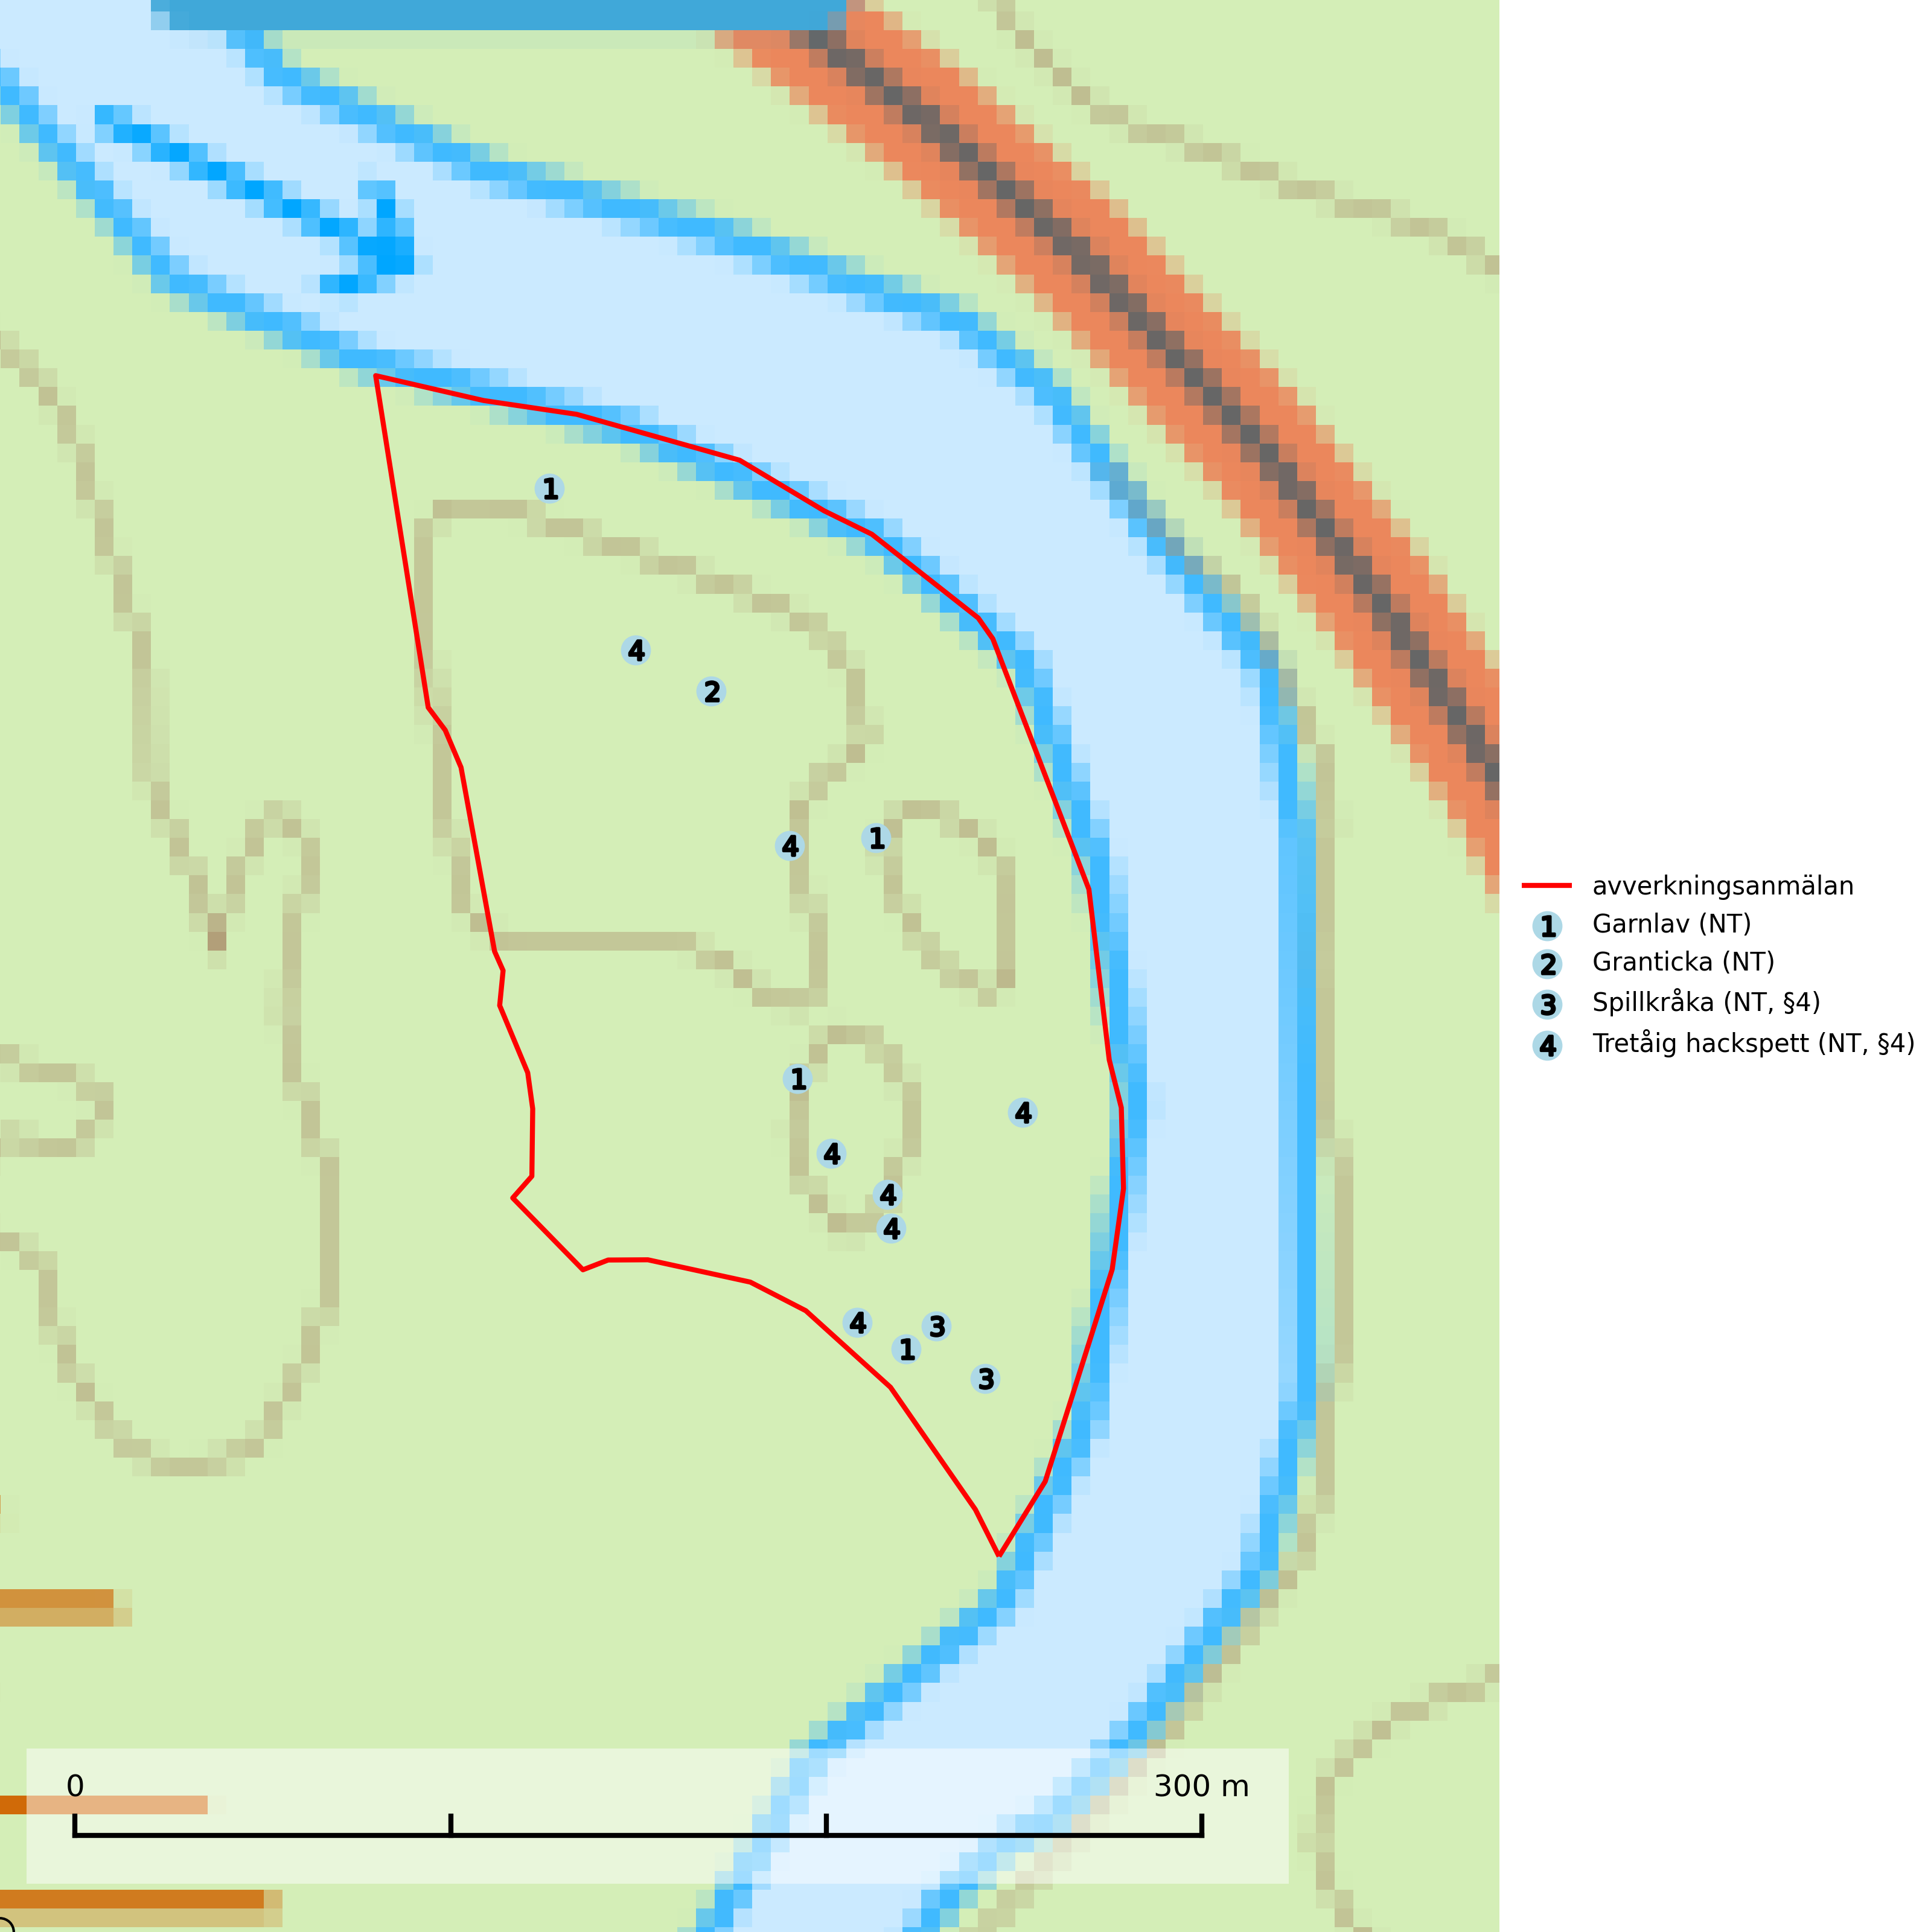 1
4
2
4
1
1
4
4
4
4
4
3
1
3
avverkningsanmälan
1 Garnlav (NT)
2 Granticka (NT)
3 Spillkråka (NT, §4)
4 Tretåig hackspett (NT, §4)
0 300 m